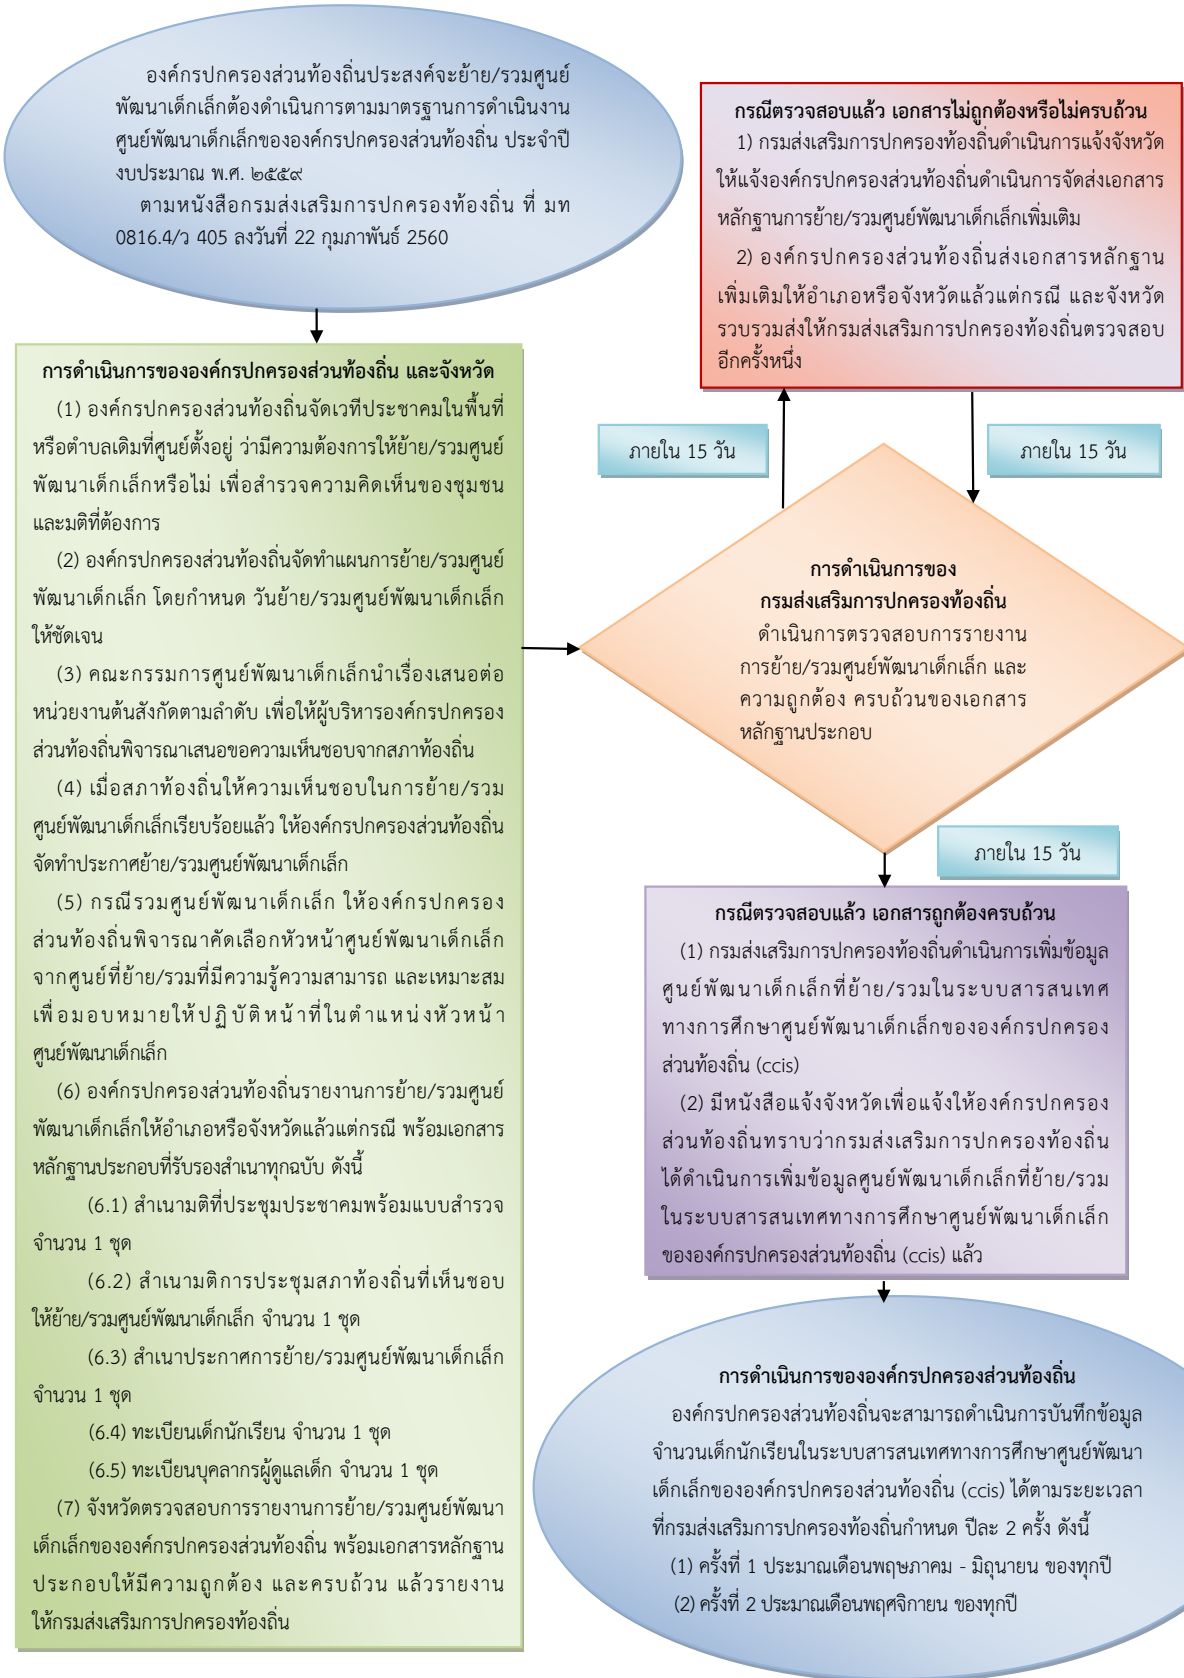 องค์กรปกครองส่วนท้องถิ่นประสงค์จะย้าย/รวมศูนย์
พัฒนาเด็กเล็กต้องดำเนินการตามมาตรฐานการดำเนินงาน
ศูนย์พัฒนาเด็กเล็กขององค์กรปกครองส่วนท้องถิ่น ประจำปี
งบประมาณ พ.ศ. ๒๕๕๙
ตามหนังสือกรมส่งเสริมการปกครองท้องถิ่น ที่ มท
0816.4/ว 405 ลงวันที่ 22 กุมภาพันธ์ 2560
การดำเนินการขององค์กรปกครองส่วนท้องถิ่น และจังหวัด
(1) องค์กรปกครองส่วนท้องถิ่นจัดเวทีประชาคมในพื้นที่
หรือตำบลเดิมที่ศูนย์ตั้งอยู่ ว่ามีความต้องการให้ย้าย/รวมศูนย์
พัฒนาเด็กเล็กหรือไม่ เพื่อสำรวจความคิดเห็นของชุมชน
และมติที่ต้องการ
(2) องค์กรปกครองส่วนท้องถิ่นจัดทำแผนการย้าย/รวมศูนย์
พัฒนาเด็กเล็ก โดยกำหนด วันย้าย/รวมศูนย์พัฒนาเด็กเล็ก
ให้ชัดเจน
(3) คณะกรรมการศูนย์พัฒนาเด็กเล็กนำเรื่องเสนอต่อ
หน่วยงานต้นสังกัดตามลำดับ เพื่อให้ผู้บริหารองค์กรปกครอง
ส่วนท้องถิ่นพิจารณาเสนอขอความเห็นชอบจากสภาท้องถิ่น
(4) เมื่อสภาท้องถิ่นให้ความเห็นชอบในการย้าย/รวม
ศูนย์พัฒนาเด็กเล็กเรียบร้อยแล้ว ให้องค์กรปกครองส่วนท้องถิ่น
จัดทำประกาศย้าย/รวมศูนย์พัฒนาเด็กเล็ก
(5) กรณีรวมศูนย์พัฒนาเด็กเล็ก ให้องค์กรปกครอง
ส่วนท้องถิ่นพิจารณาคัดเลือกหัวหน้าศูนย์พัฒนาเด็กเล็ก
จากศูนย์ที่ย้าย/รวมที่มีความรู้ความสามารถ และเหมาะสม
เพื่อมอบหมายให้ปฏิบัติหน้าที่ในตำแหน่งหัวหน้า
ศูนย์พัฒนาเด็กเล็ก
(6) องค์กรปกครองส่วนท้องถิ่นรายงานการย้าย/รวมศูนย์
พัฒนาเด็กเล็กให้อำเภอหรือจังหวัดแล้วแต่กรณี พร้อมเอกสาร
หลักฐานประกอบที่รับรองสำเนาทุกฉบับ ดังนี้
(6.1) สำเนามติที่ประชุมประชาคมพร้อมแบบสำรวจ
จำนวน 1 ชุด
(6.2) สำเนามติการประชุมสภาท้องถิ่นที่เห็นชอบ
ให้ย้าย/รวมศูนย์พัฒนาเด็กเล็ก จำนวน 1 ชุด
(6.3) สำเนาประกาศการย้าย/รวมศูนย์พัฒนาเด็กเล็ก
จำนวน 1 ชุด
(6.4) ทะเบียนเด็กนักเรียน จำนวน 1 ชุด
(6.5) ทะเบียนบุคลากรผู้ดูแลเด็ก จำนวน 1 ชุด
(7) จังหวัดตรวจสอบการรายงานการย้าย/รวมศูนย์พัฒนา
เด็กเล็กขององค์กรปกครองส่วนท้องถิ่น พร้อมเอกสารหลักฐาน
ประกอบให้มีความถูกต้อง และครบถ้วน แล้วรายงาน
ให้กรมส่งเสริมการปกครองท้องถิ่น
กรณีตรวจสอบแล้ว เอกสารไม่ถูกต้องหรือไม่ครบถ้วน
1) กรมส่งเสริมการปกครองท้องถิ่นดำเนินการแจ้งจังหวัด
ให้แจ้งองค์กรปกครองส่วนท้องถิ่นดำเนินการจัดส่งเอกสาร
หลักฐานการย้าย/รวมศูนย์พัฒนาเด็กเล็กเพิ่มเติม
2) องค์กรปกครองส่วนท้องถิ่นส่งเอกสารหลักฐาน
เพิ่มเติมให้อำเภอหรือจังหวัดแล้วแต่กรณี และจังหวัด
รวบรวมส่งให้กรมส่งเสริมการปกครองท้องถิ่นตรวจสอบ
อีกครั้งหนึ่ง
ภายใน 15 วัน
ภายใน 15 วัน
การดำเนินการของ
กรมส่งเสริมการปกครองท้องถิ่น
ดำเนินการตรวจสอบการรายงาน
การย้าย/รวมศูนย์พัฒนาเด็กเล็ก และ
ความถูกต้อง ครบถ้วนของเอกสาร
หลักฐานประกอบ
ภายใน 15 วัน
กรณีตรวจสอบแล้ว เอกสารถูกต้องครบถ้วน
(1) กรมส่งเสริมการปกครองท้องถิ่นดำเนินการเพิ่มข้อมูล
ศูนย์พัฒนาเด็กเล็กที่ย้าย/รวมในระบบสารสนเทศ
ทางการศึกษาศูนย์พัฒนาเด็กเล็กขององค์กรปกครอง
ส่วนท้องถิ่น (ccis)
(2) มีหนังสือแจ้งจังหวัดเพื่อแจ้งให้องค์กรปกครอง
ส่วนท้องถิ่นทราบว่ากรมส่งเสริมการปกครองท้องถิ่น
ได้ดำเนินการเพิ่มข้อมูลศูนย์พัฒนาเด็กเล็กที่ย้าย/รวม
ในระบบสารสนเทศทางการศึกษาศูนย์พัฒนาเด็กเล็ก
ขององค์กรปกครองส่วนท้องถิ่น (ccis) แล้ว
การดำเนินการขององค์กรปกครองส่วนท้องถิ่น
องค์กรปกครองส่วนท้องถิ่นจะสามารถดำเนินการบันทึกข้อมูล
จำนวนเด็กนักเรียนในระบบสารสนเทศทางการศึกษาศูนย์พัฒนา
เด็กเล็กขององค์กรปกครองส่วนท้องถิ่น (ccis) ได้ตามระยะเวลา
ที่กรมส่งเสริมการปกครองท้องถิ่นกำหนด ปีละ 2 ครั้ง ดังนี้
(1) ครั้งที่ 1 ประมาณเดือนพฤษภาคม - มิถุนายน ของทุกปี
(2) ครั้งที่ 2 ประมาณเดือนพฤศจิกายน ของทุกปี